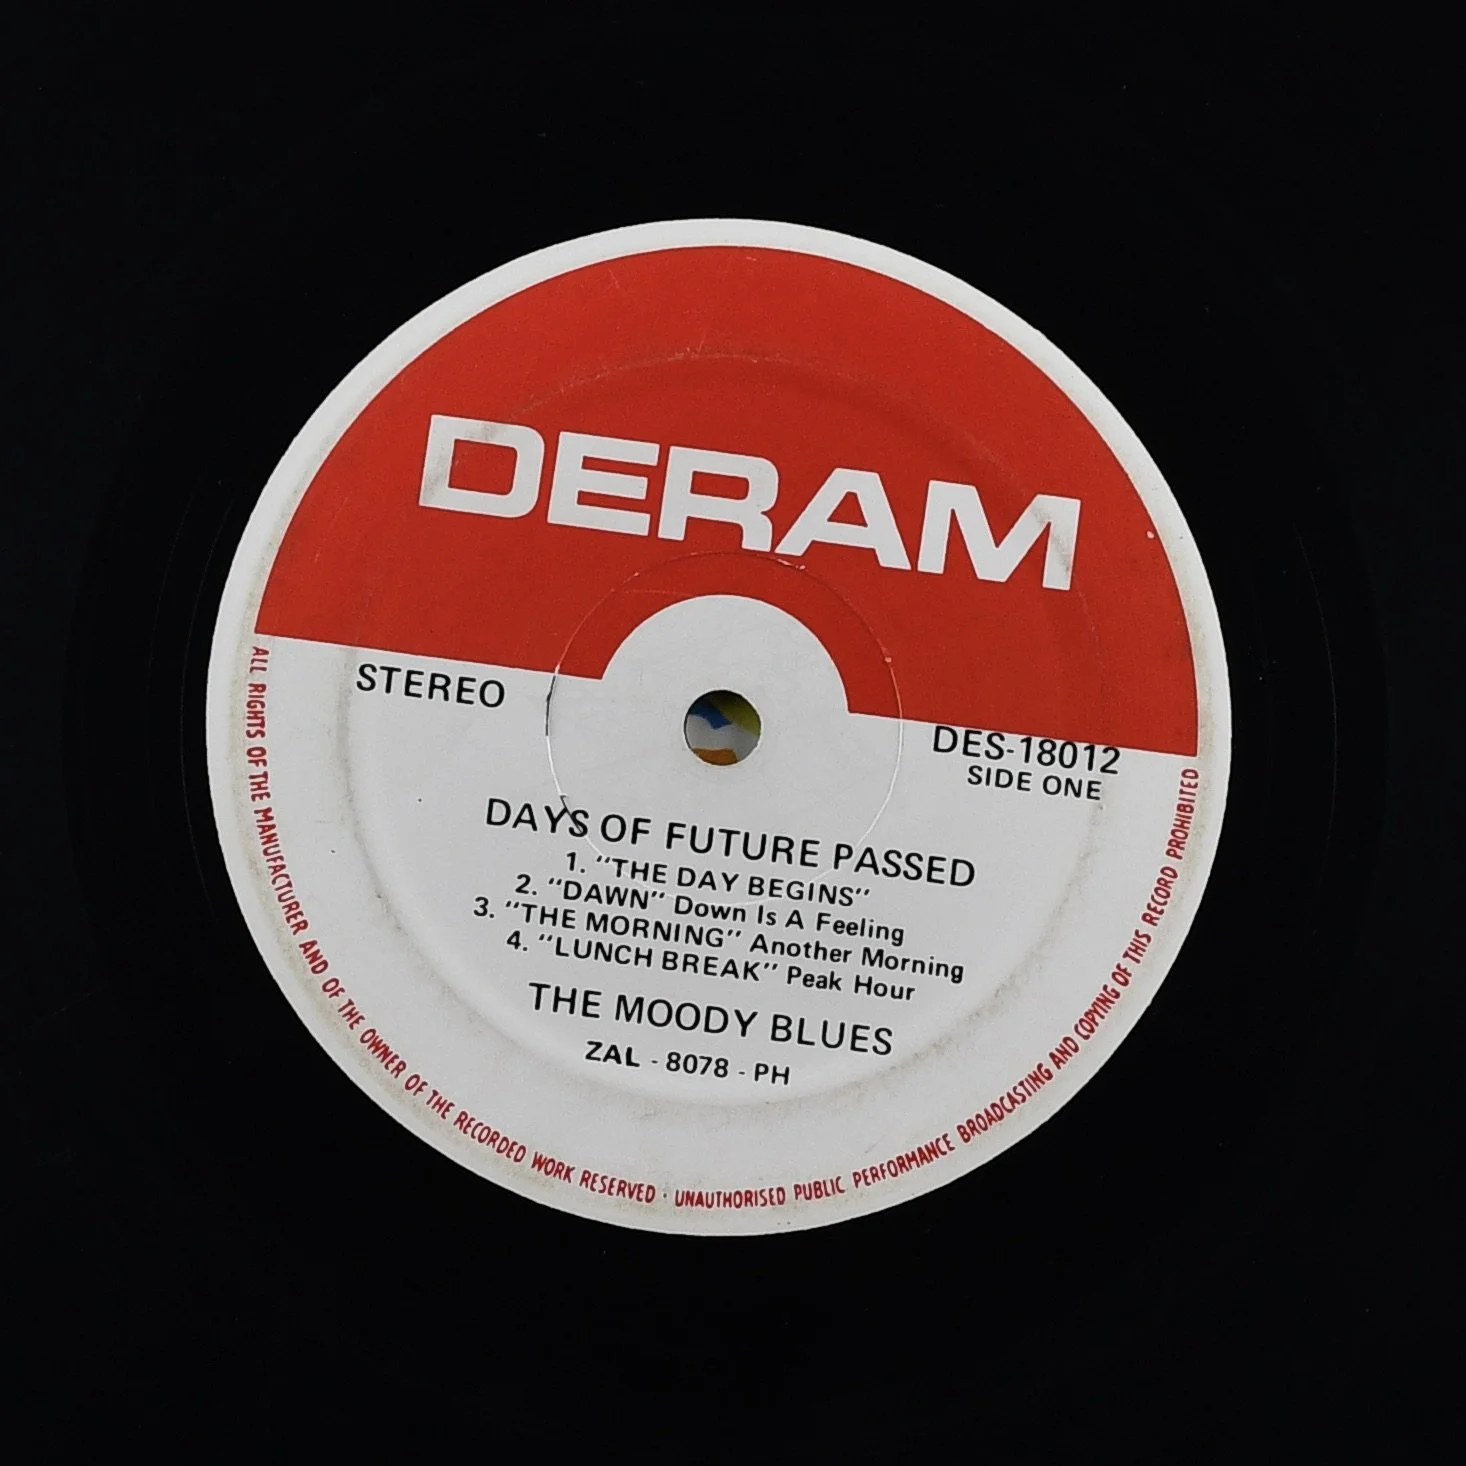 DERAM
STEREO
DES-18012
SIDE ONE
DAYS OF FUTURE PASSED
1. "THE DAY BEGINS"
2. "DAWN" Down Is A Feeling
3. "THE MORNING" Another Morning
4. "LUNCH BREAK" Peak Hour
THE MOODY BLUES
ZAL - 8078 - PH
ALL RIGHTS OF THE MANUFACTURER AND OF THE OWNER OF THE RECORDED WORK RESERVED · UNAUTHORISED PUBLIC PERFORMANCE BROADCASTING AND COPYING OF THIS RECORD PROHIBITED